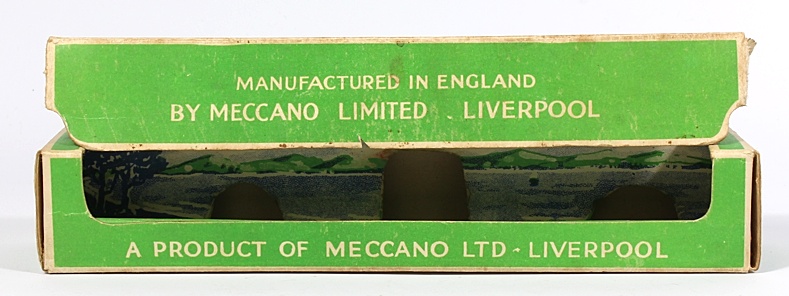 MANUFACTURED IN ENGLAND
BY MECCANO LIMITED . LIVERPOOL
A PRODUCT OF MECCANO LTD - LIVERPOOL